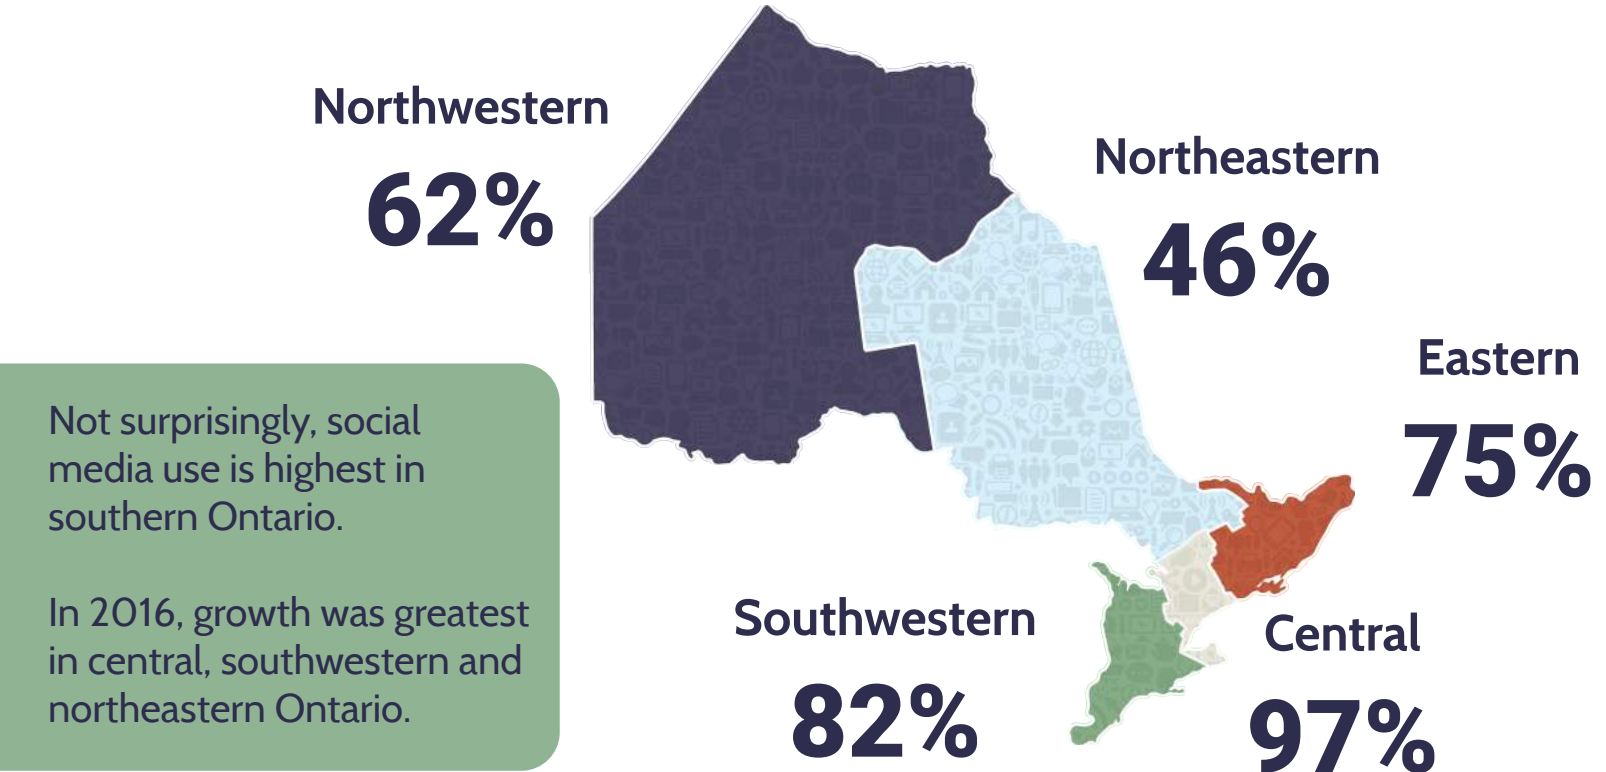 Northwestern
62%
Northeastern
46%
Eastern
75%
Not surprisingly, social
media use is highest in
southern Ontario.
In 2016, growth was greatest
in central, southwestern and
northeastern Ontario.
Southwestern
82%
Central
97%